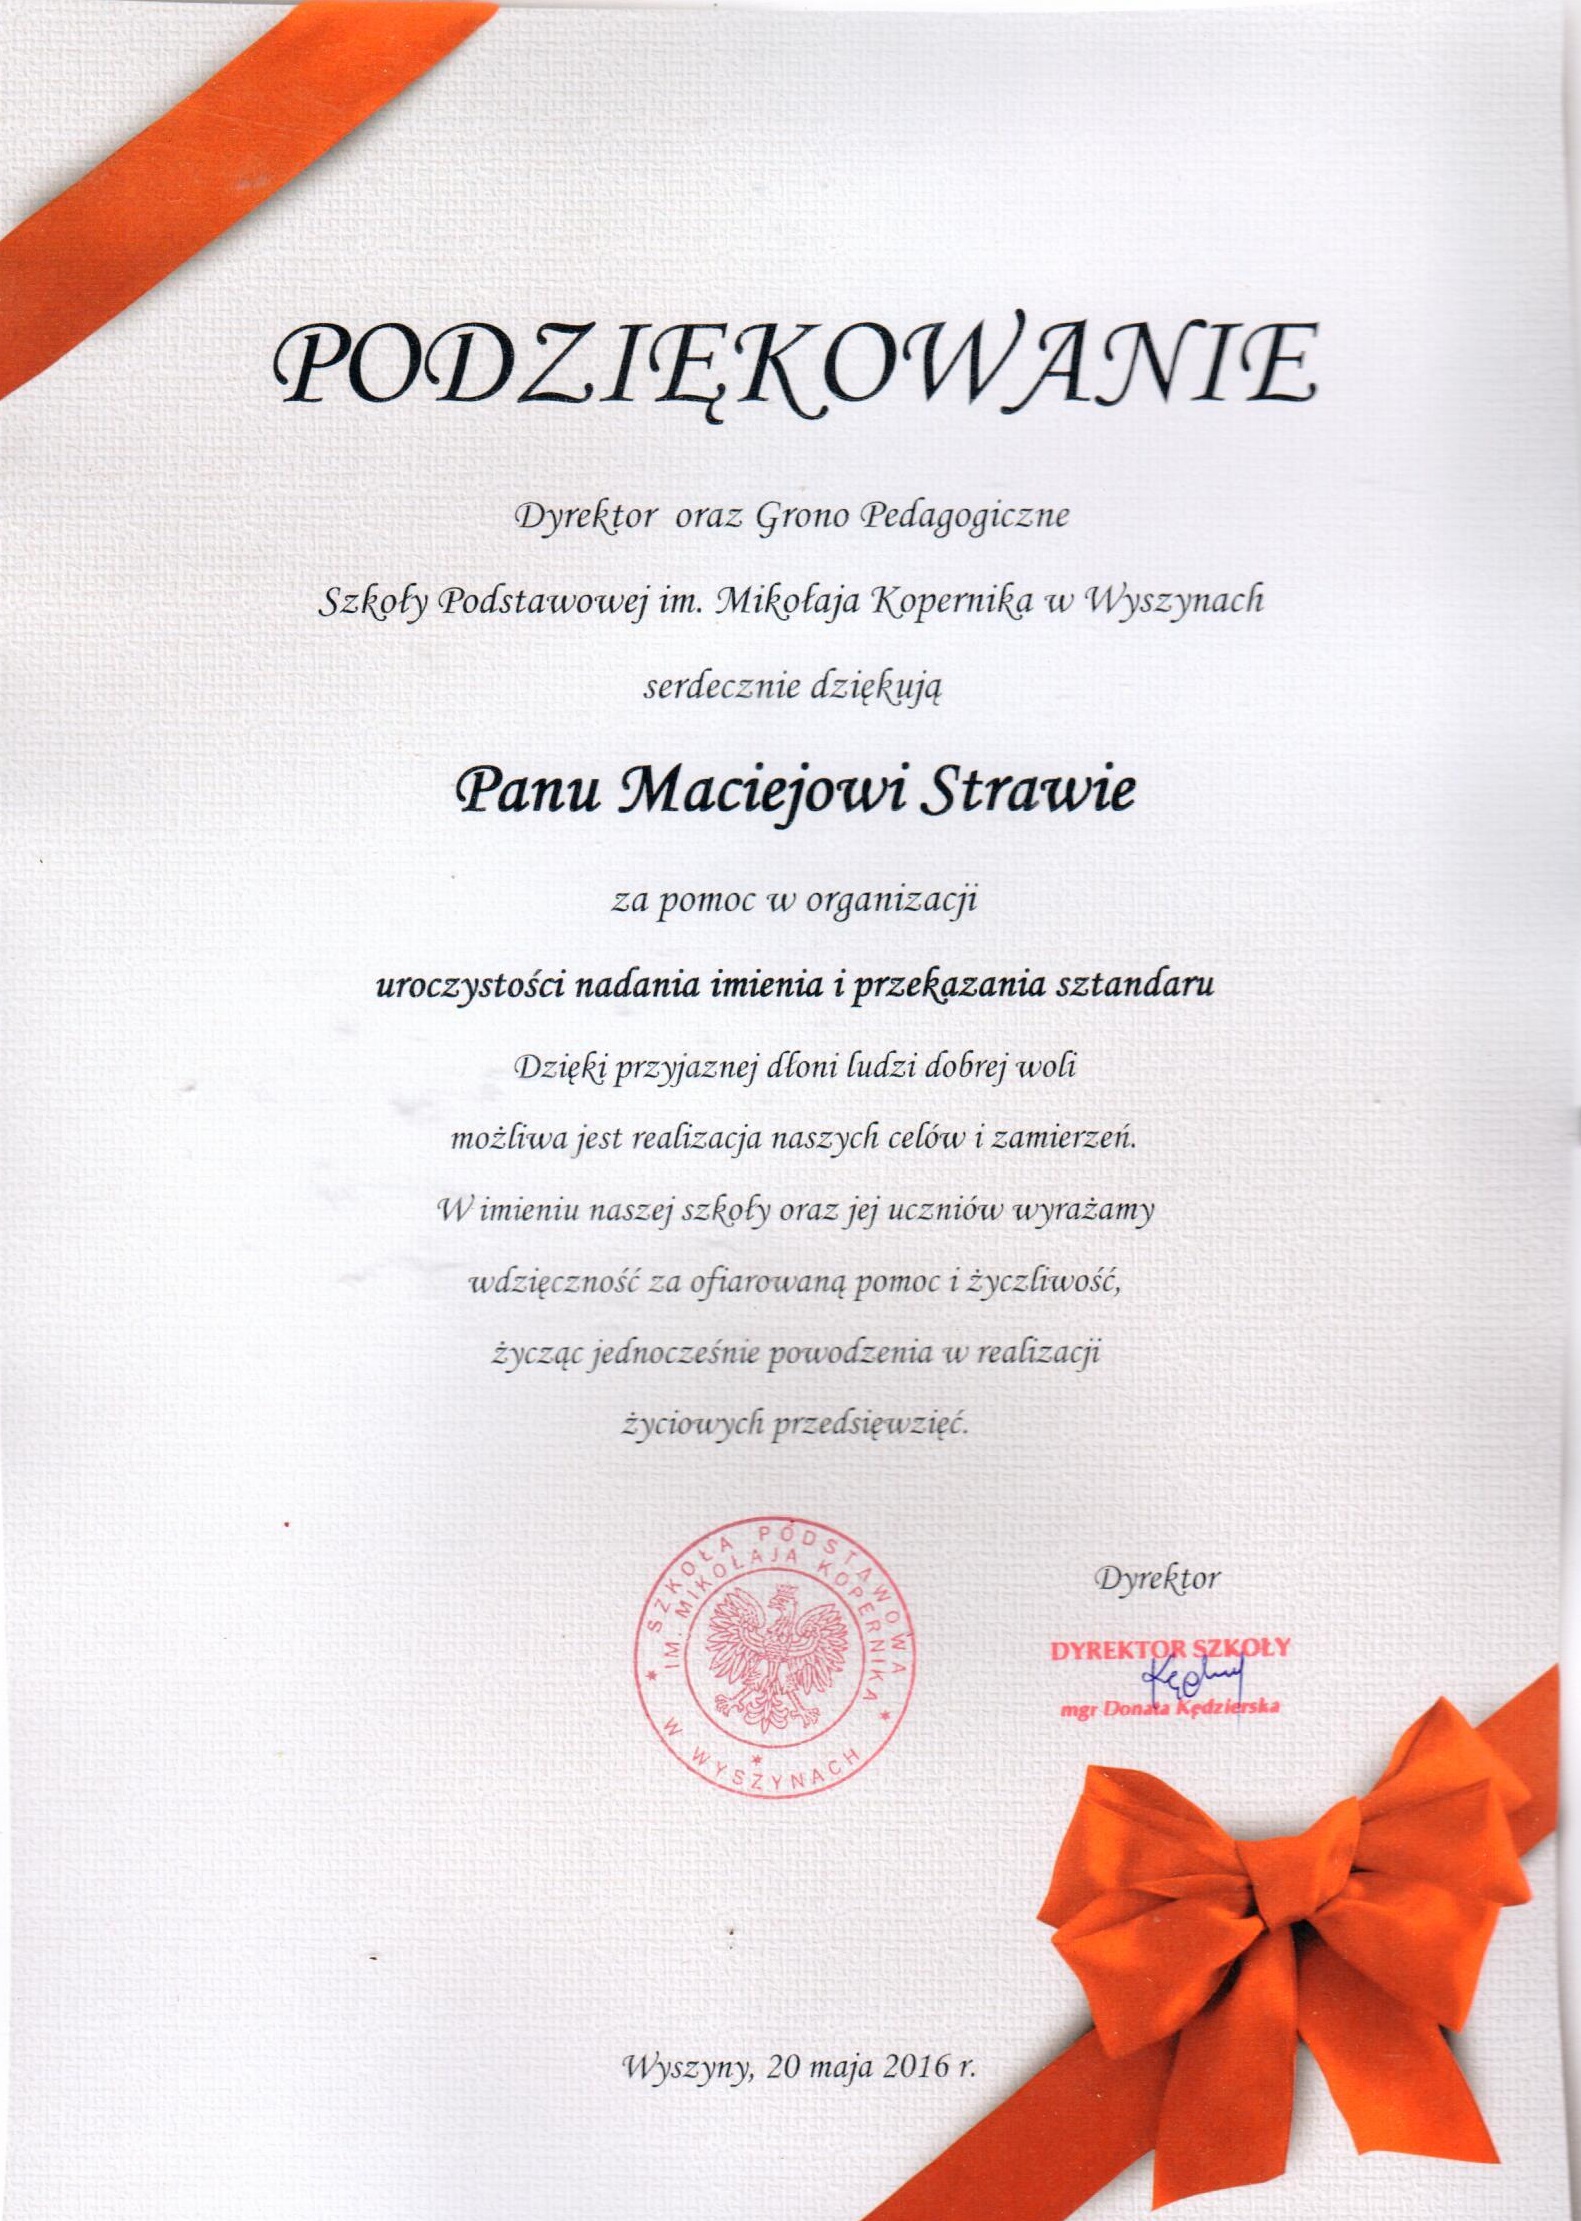 PODZIĘKOWANIE
Dyrektor oraz Grono Pedagogiczne
Szkoły Podstawowej im. Mikołaja Kopernika w Wyszynach
serdecznie dziękują
Panu Maciejowi Strawie
za pomoc w organizacji
uroczystości nadania imienia i przekazania sztandaru
Dzięki przyjaznej dłoni ludzi dobrej woli
możliwa jest realizacja naszych celów i zamierzeń.
W imieniu naszej szkoły oraz jej uczniów wyrażamy
wdzięczność za ofiarowaną pomoc i życzliwość,
życząc jednocześnie powodzenia w realizacji
życiowych przedsięwzięć.
SZKOŁA PODSTAWOWA
IM. MIKOŁAJA KOPERNIKA
W WYSZYNACH
Dyrektor
DYREKTOR SZKOŁY
mgr Donata Kędzierska
Wyszyny, 20 maja 2016 r.